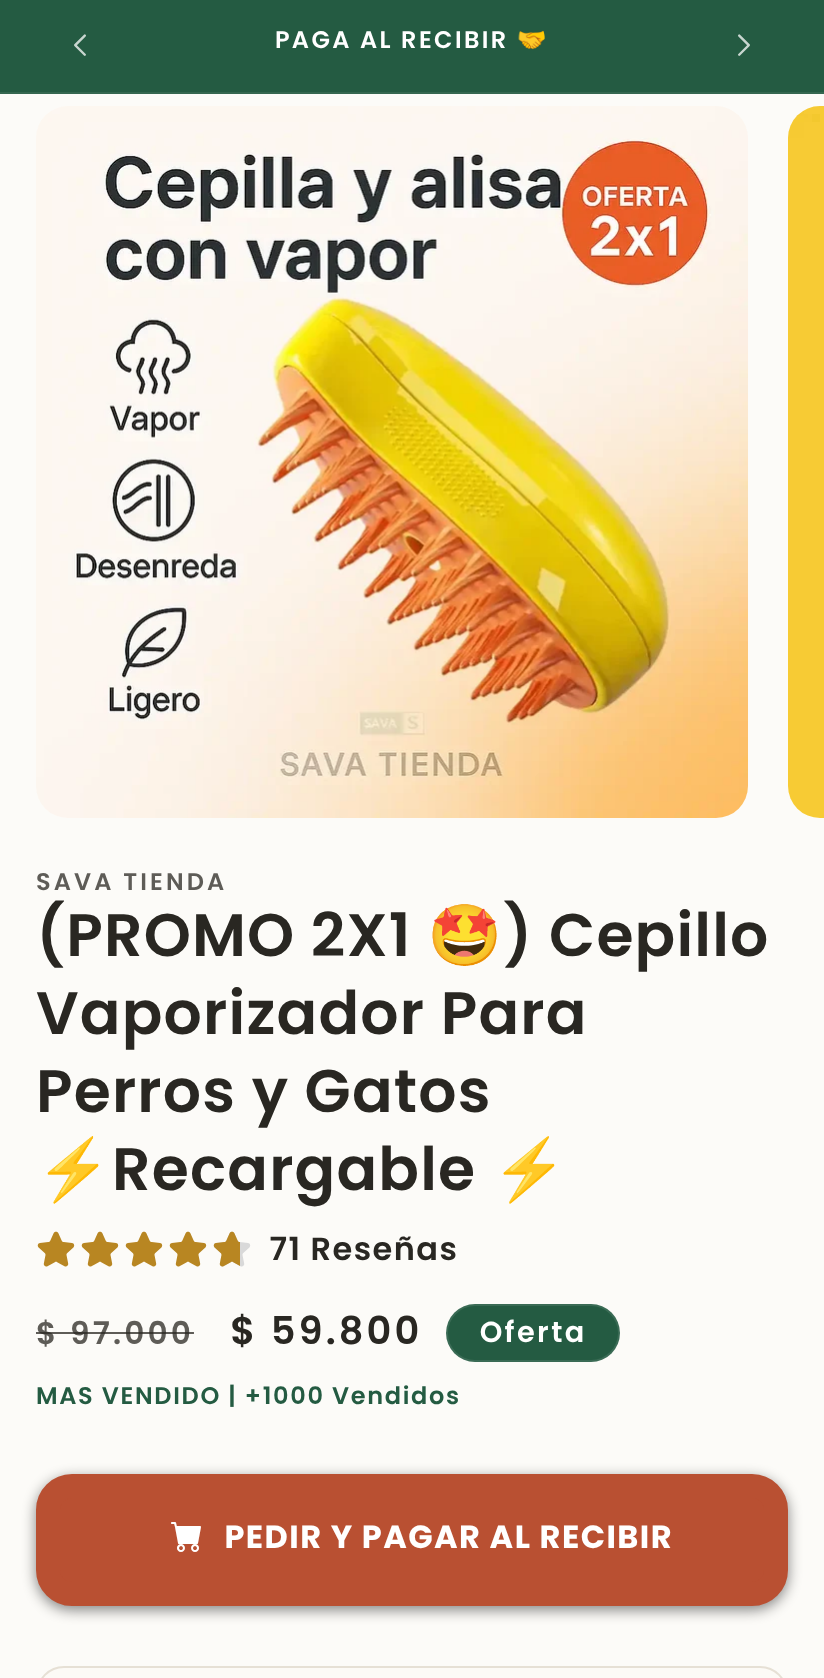 PAGA AL RECIBIR 🤝
Cepilla y alisa
con vapor
OFERTA
2x1
Vapor
Desenreda
Ligero
SAVA S
SAVA TIENDA
SAVA TIENDA
(PROMO 2X1 🤩) Cepillo
Vaporizador Para
Perros y Gatos
⚡Recargable ⚡
71 Reseñas
$ 97.000 $ 59.800 Oferta
MAS VENDIDO | +1000 Vendidos
PEDIR Y PAGAR AL RECIBIR